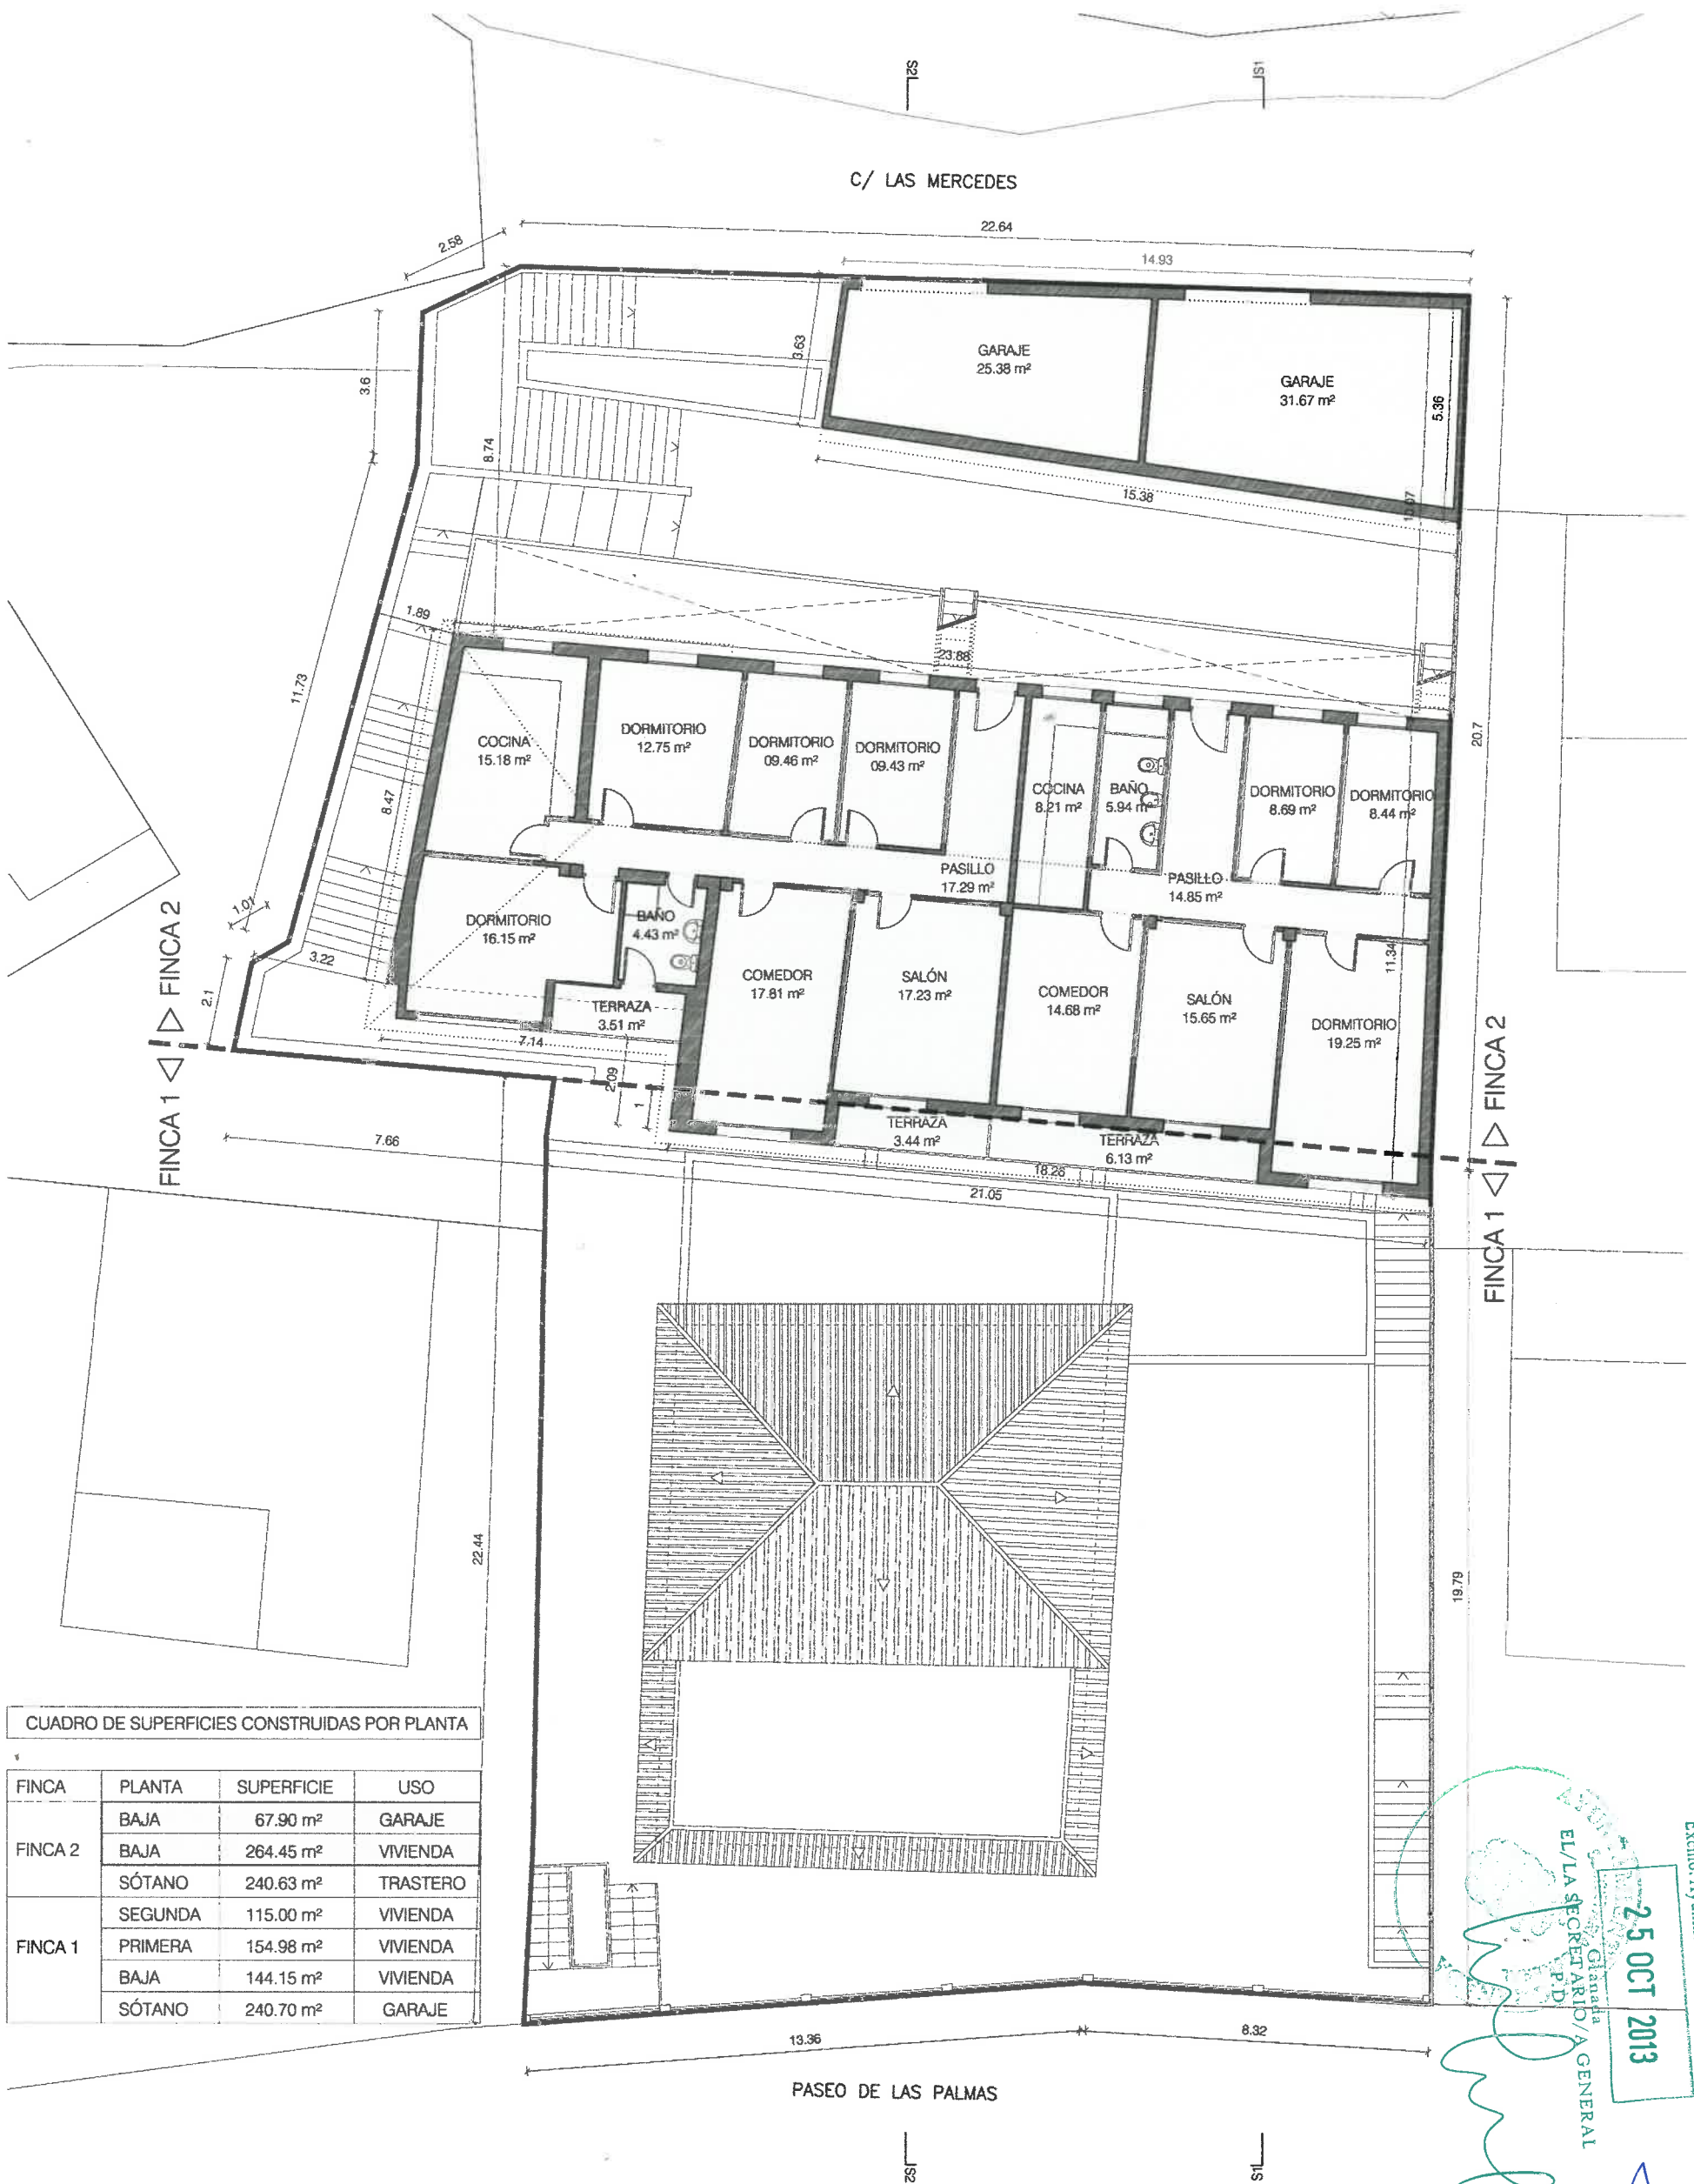 S2
S1
C/ LAS MERCEDES
22.64
2.58
14.93
3.63
GARAJE
25.38 m²
GARAJE
31.67 m²
3.6
5.36
8.74
15.38
1.89
23.88
11.73
20.7
COCINA
15.18 m²
DORMITORIO
12.75 m²
DORMITORIO
09.46 m²
DORMITORIO
09.43 m²
COCINA
8.21 m²
BAÑO
5.94 m²
DORMITORIO
8.69 m²
DORMITORIO
8.44 m²
8.47
PASILLO
17.29 m²
PASILLO
14.85 m²
1.01
DORMITORIO
16.15 m²
BAÑO
4.43 m²
3.22
COMEDOR
17.81 m²
SALÓN
17.23 m²
COMEDOR
14.68 m²
SALÓN
15.65 m²
11.34
DORMITORIO
19.25 m²
2.1
TERRAZA
3.51 m²
7.14
2.09
1
FINCA 1 ◁ ▷ FINCA 2
FINCA 1 ◁ ▷ FINCA 2
TERRAZA
3.44 m²
TERRAZA
6.13 m²
7.66
18.26
21.05
22.44
19.79
CUADRO DE SUPERFICIES CONSTRUIDAS POR PLANTA
FINCA PLANTA SUPERFICIE USO
FINCA 2 BAJA 67.90 m² GARAJE
BAJA 264.45 m² VIVIENDA
SÓTANO 240.63 m² TRASTERO
FINCA 1 SEGUNDA 115.00 m² VIVIENDA
PRIMERA 154.98 m² VIVIENDA
BAJA 144.15 m² VIVIENDA
SÓTANO 240.70 m² GARAJE
13.36
8.32
PASEO DE LAS PALMAS
S2
S1
25 OCT 2013
Granada
EL/LA SECRETARIO/A GENERAL
P.D.